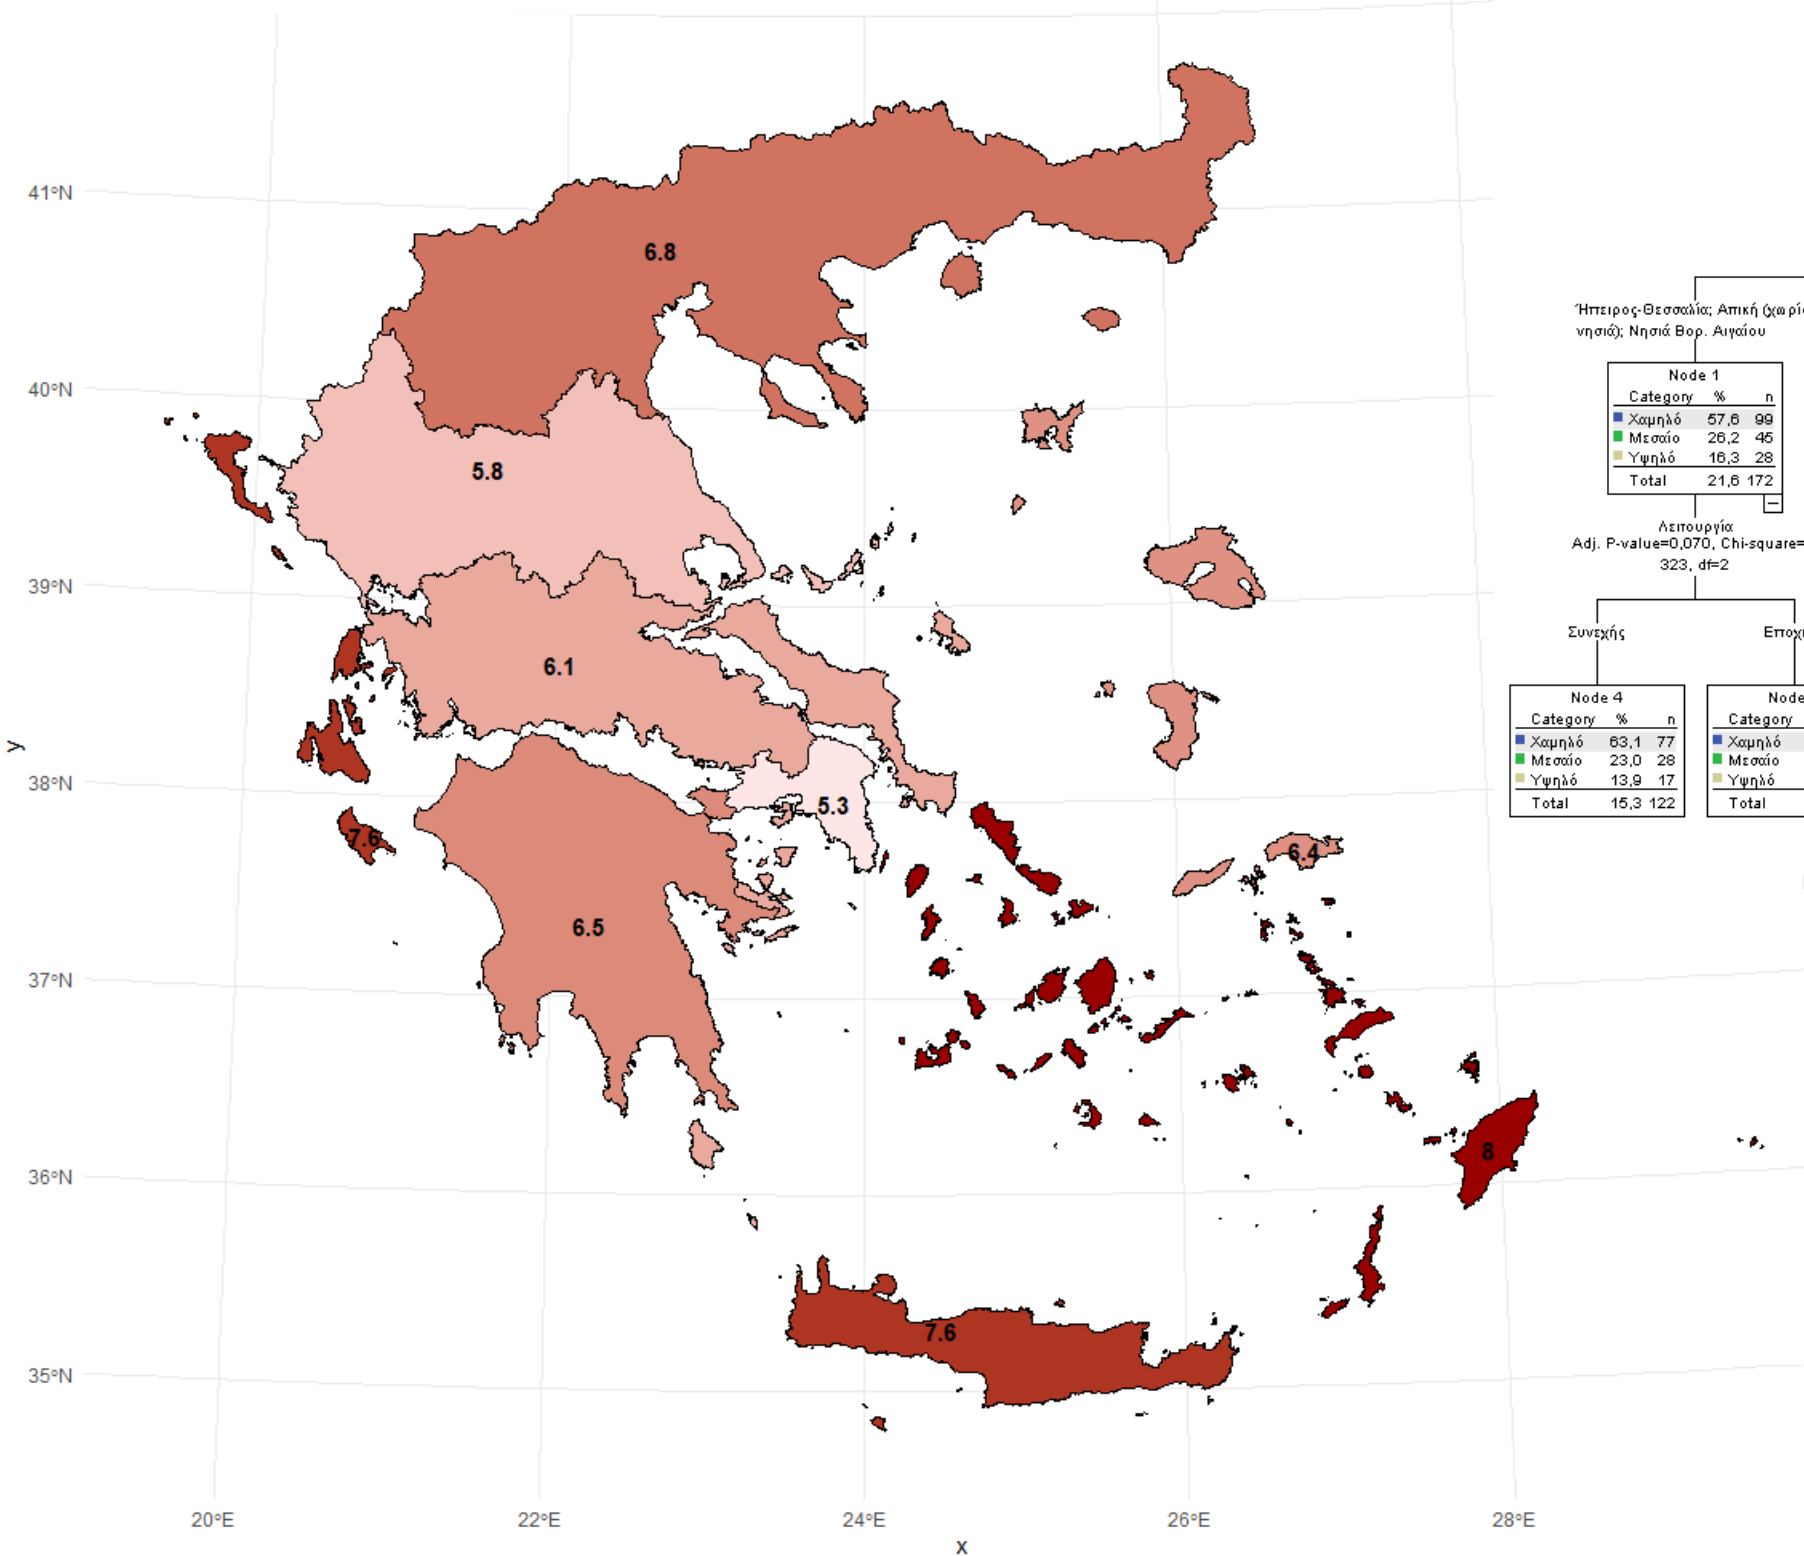 41°N
40°N
39°N
38°N
37°N
36°N
35°N
y
20°E
22°E
24°E
26°E
28°E
x
6.8
5.8
6.1
5.3
7.6
6.4
6.5
8
7.6
Ήπειρος-Θεσσαλία; Αττική (χωρίς
νησιά); Νησιά Βορ. Αιγαίου
Node 1
Category % n
Χαμηλό 57,6 99
Μεσαίο 26,2 45
Υψηλό 16,3 28
Total 21,6 172
Λειτουργία
Adj. P-value=0,070, Chi-square=
323, df=2
Συνεχής
Εποχι
Node 4
Category % n
Χαμηλό 63,1 77
Μεσαίο 23,0 28
Υψηλό 13,9 17
Total 15,3 122
Node
Category
Χαμηλό
Μεσαίο
Υψηλό
Total